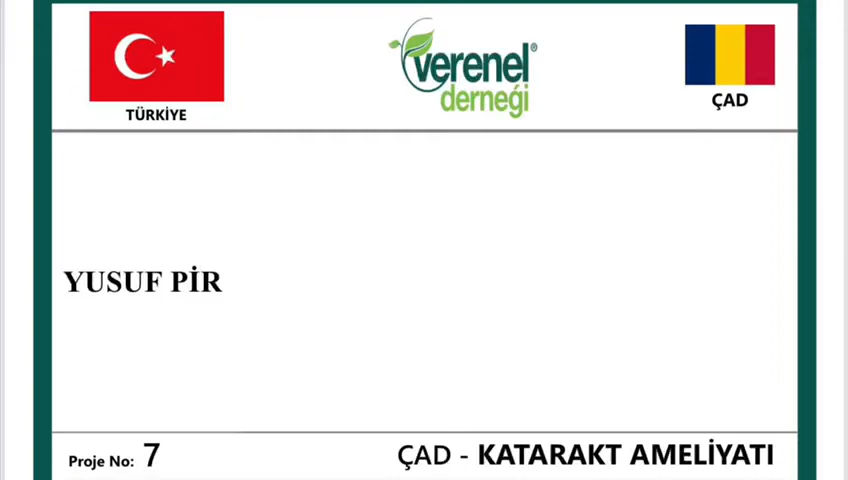 TÜRKİYE
verenel®
derneği
ÇAD
YUSUF PİR
Proje No: 7
ÇAD - KATARAKT AMELİYATI